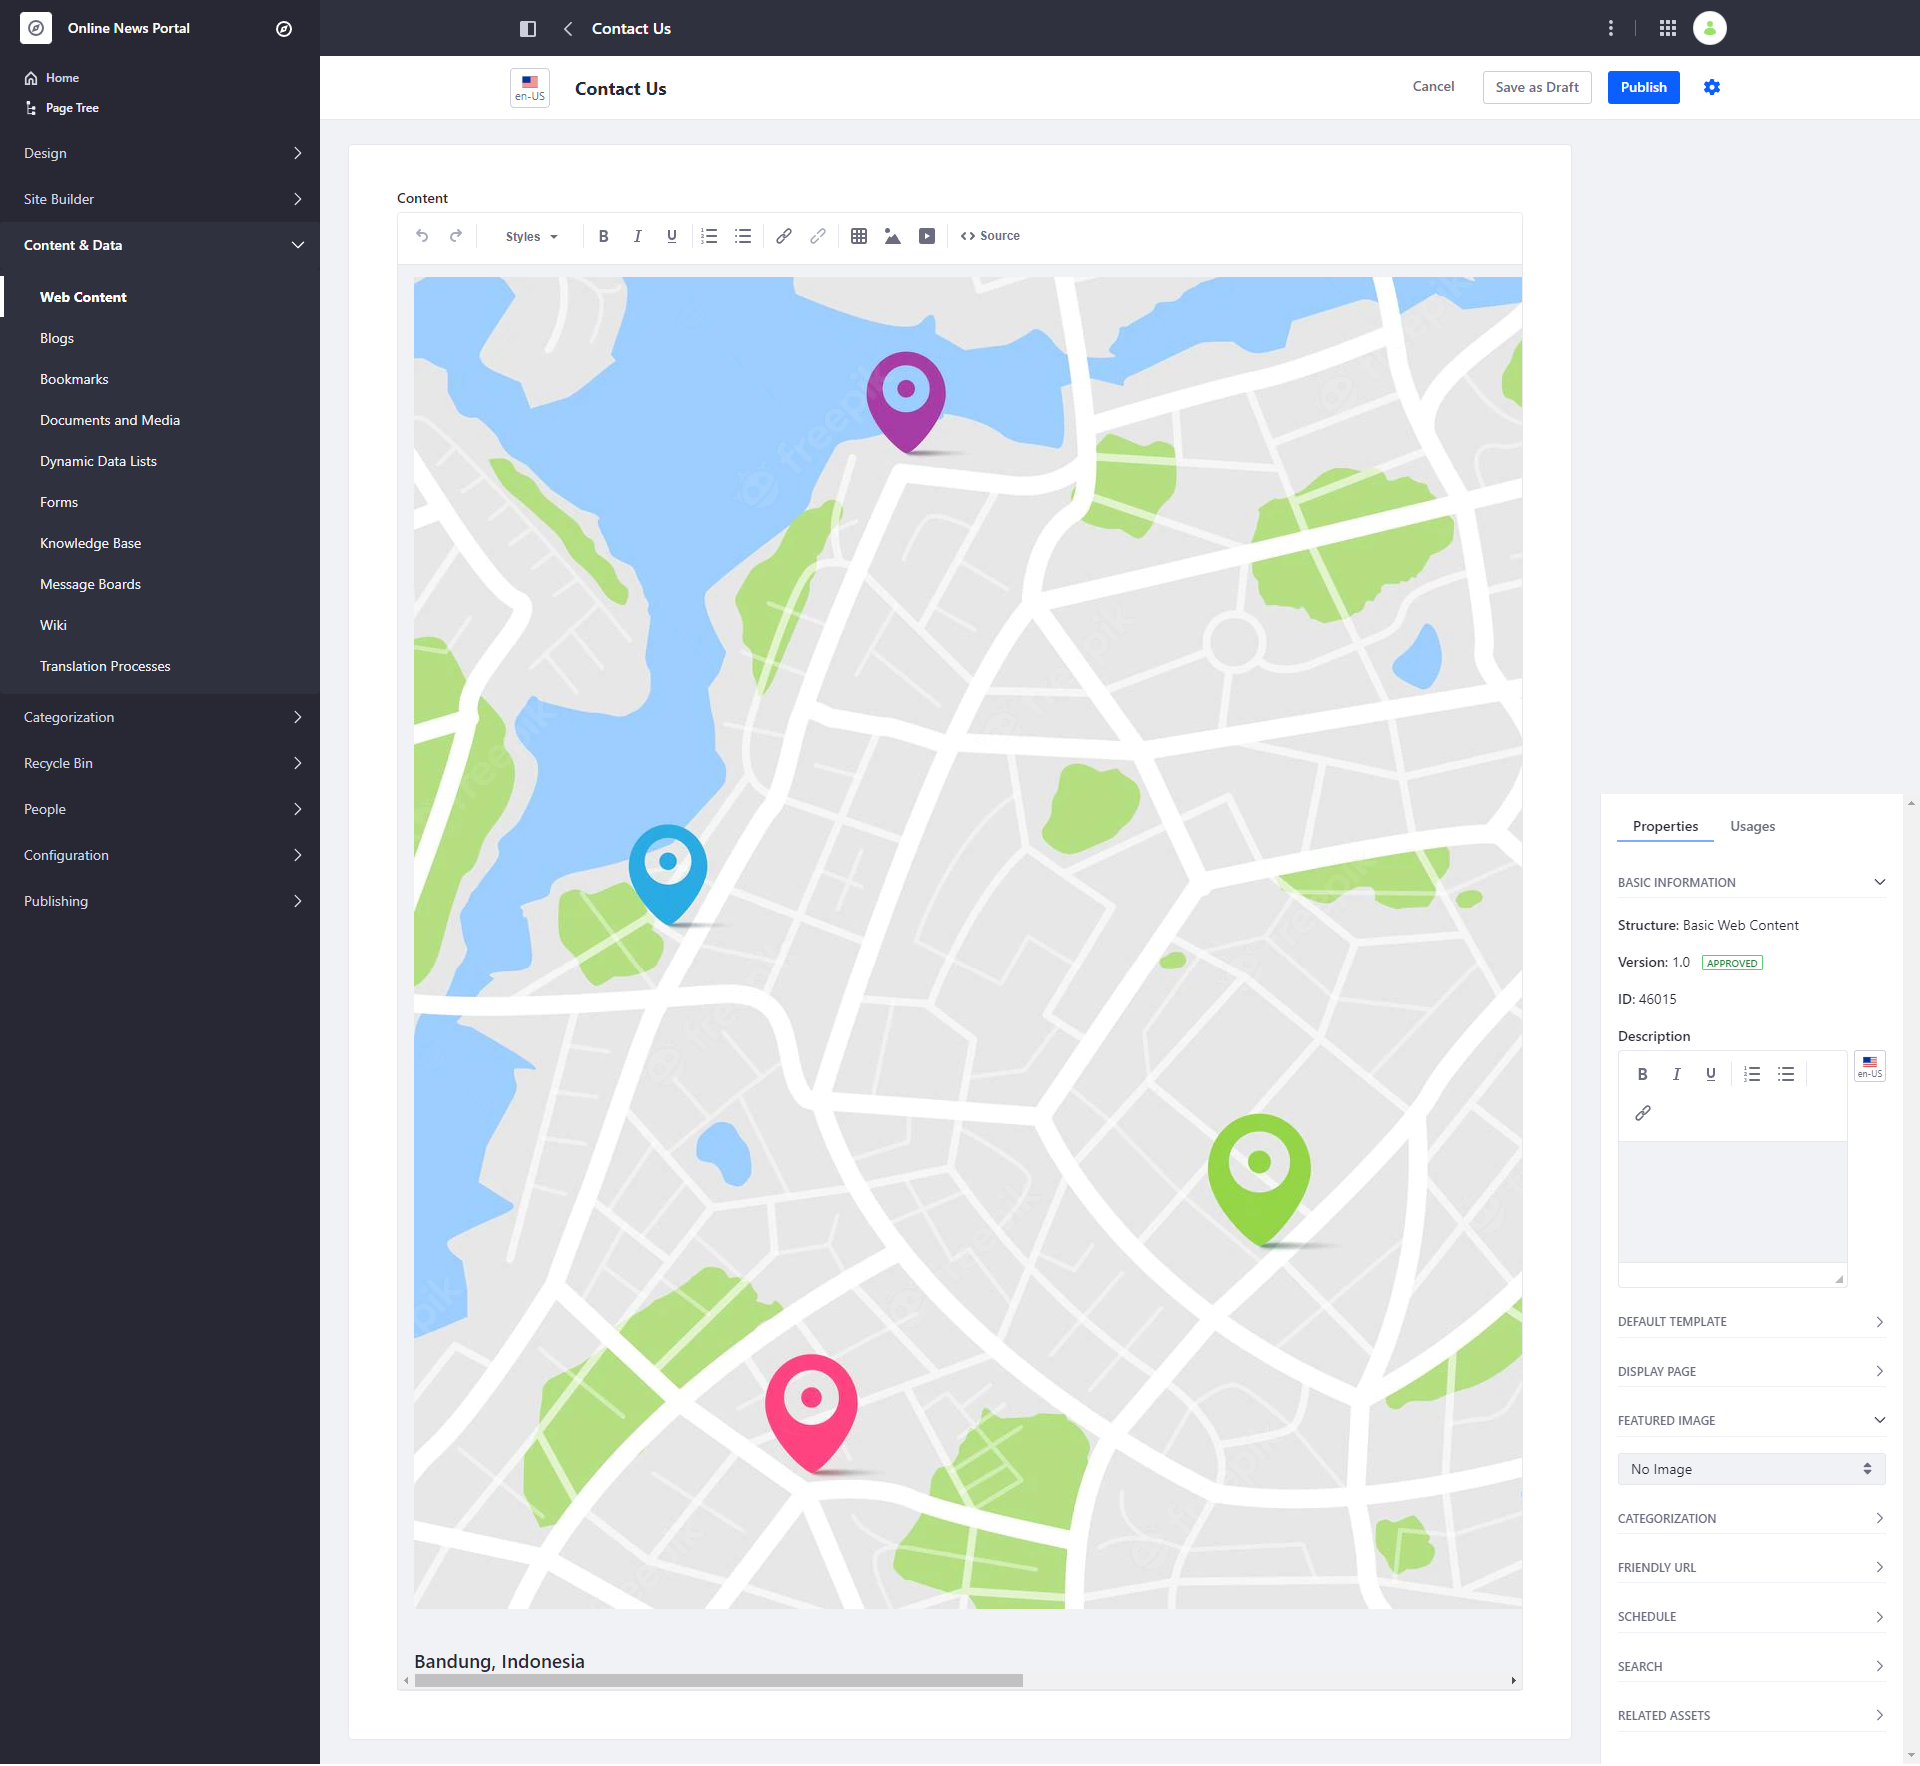 Online News Portal
Home
Page Tree
Design
Site Builder
Content & Data
Web Content
Blogs
Bookmarks
Documents and Media
Dynamic Data Lists
Forms
Knowledge Base
Message Boards
Wiki
Translation Processes
Categorization
Recycle Bin
People
Configuration
Publishing
Contact Us
en-US
Contact Us
Cancel
Save as Draft
Publish
Content
Styles
B I U
Source
freepik
Bandung, Indonesia
Properties
Usages
BASIC INFORMATION
Structure: Basic Web Content
Version: 1.0 APPROVED
ID: 46015
Description
B I U
en-US
DEFAULT TEMPLATE
DISPLAY PAGE
FEATURED IMAGE
No Image
CATEGORIZATION
FRIENDLY URL
SCHEDULE
SEARCH
RELATED ASSETS